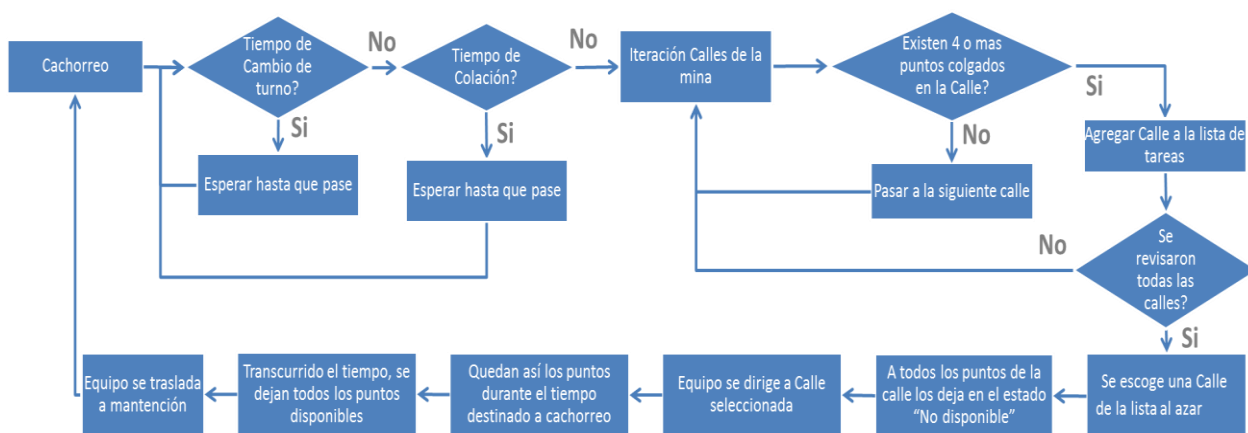 Cachorreo
Tiempo de
Cambio de
turno?
No
Si
Esperar hasta que pase
Tiempo de
Colación?
No
Si
Esperar hasta que pase
Iteración Calles de la
mina
Existen 4 o mas
puntos colgados
en la Calle?
Si
No
Pasar a la siguiente calle
Agregar Calle a la lista de
tareas
Se
revisaron
todas las
calles?
No
Si
Se escoge una Calle
de la lista al azar
A todos los puntos de la
calle los deja en el estado
“No disponible”
Equipo se dirige a Calle
seleccionada
Quedan así los puntos
durante el tiempo
destinado a cachorreo
Transcurrido el tiempo, se
dejan todos los puntos
disponibles
Equipo se traslada
a mantención